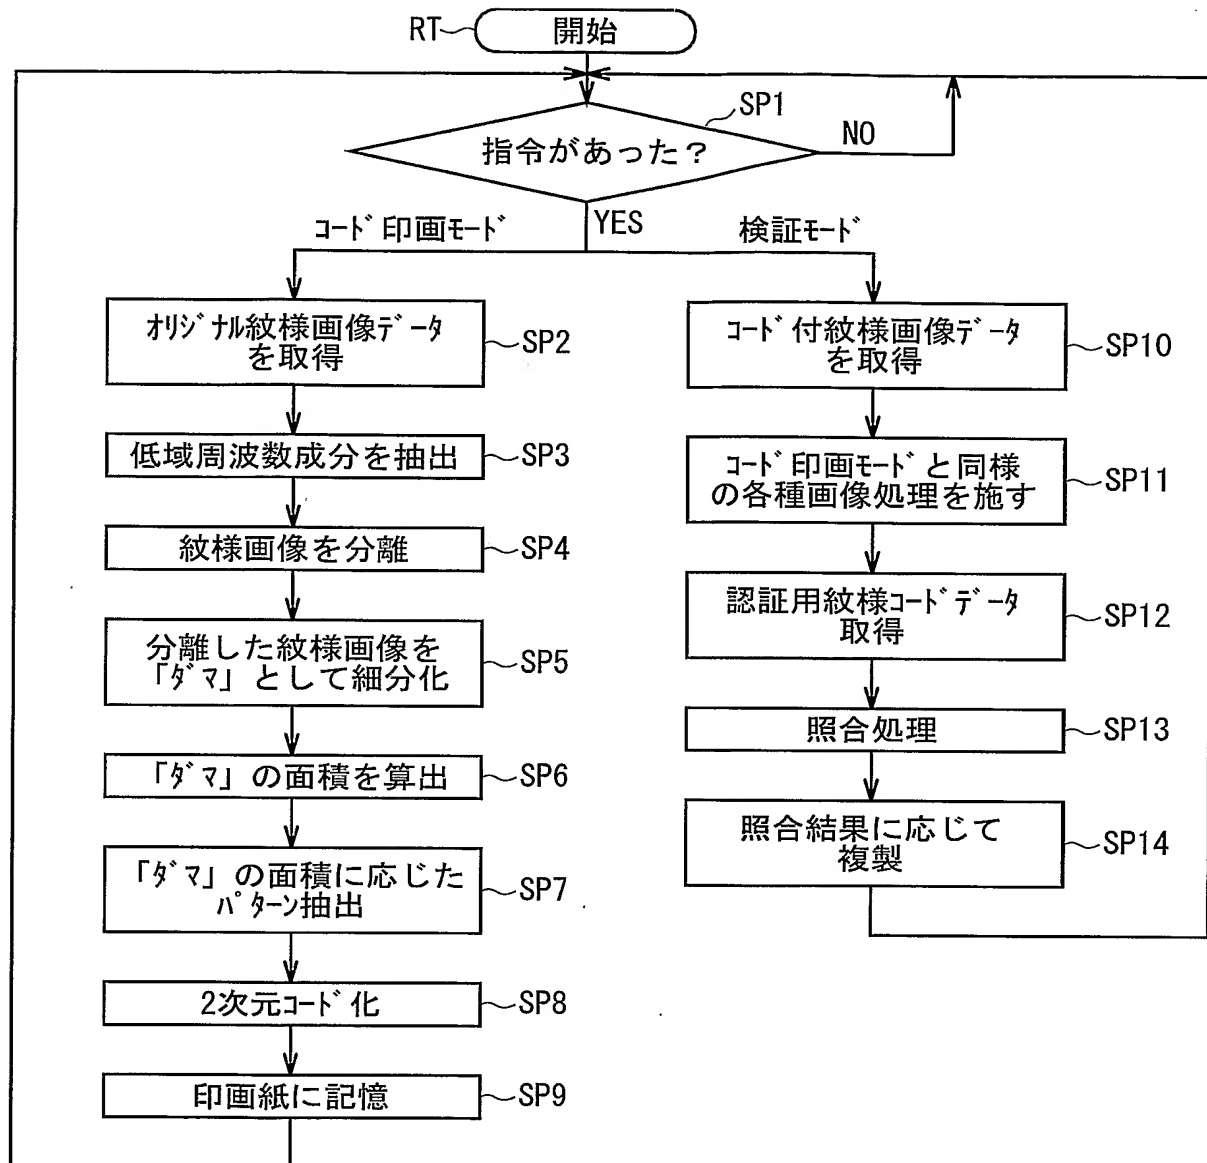 RT 開始
SP1
指令があった？ NO
YES
コード印画モード 検証モード
オリジナル紋様画像データ
を取得
SP2
低域周波数成分を抽出 SP3
紋様画像を分離 SP4
分離した紋様画像を
「ダマ」として細分化
SP5
「ダマ」の面積を算出 SP6
「ダマ」の面積に応じた
パターン抽出
SP7
2次元コード化 SP8
印画紙に記憶 SP9
コード付紋様画像データ
を取得
SP10
コード印画モードと同様
の各種画像処理を施す
SP11
認証用紋様コードデータ
取得
SP12
照合処理 SP13
照合結果に応じて
複製
SP14